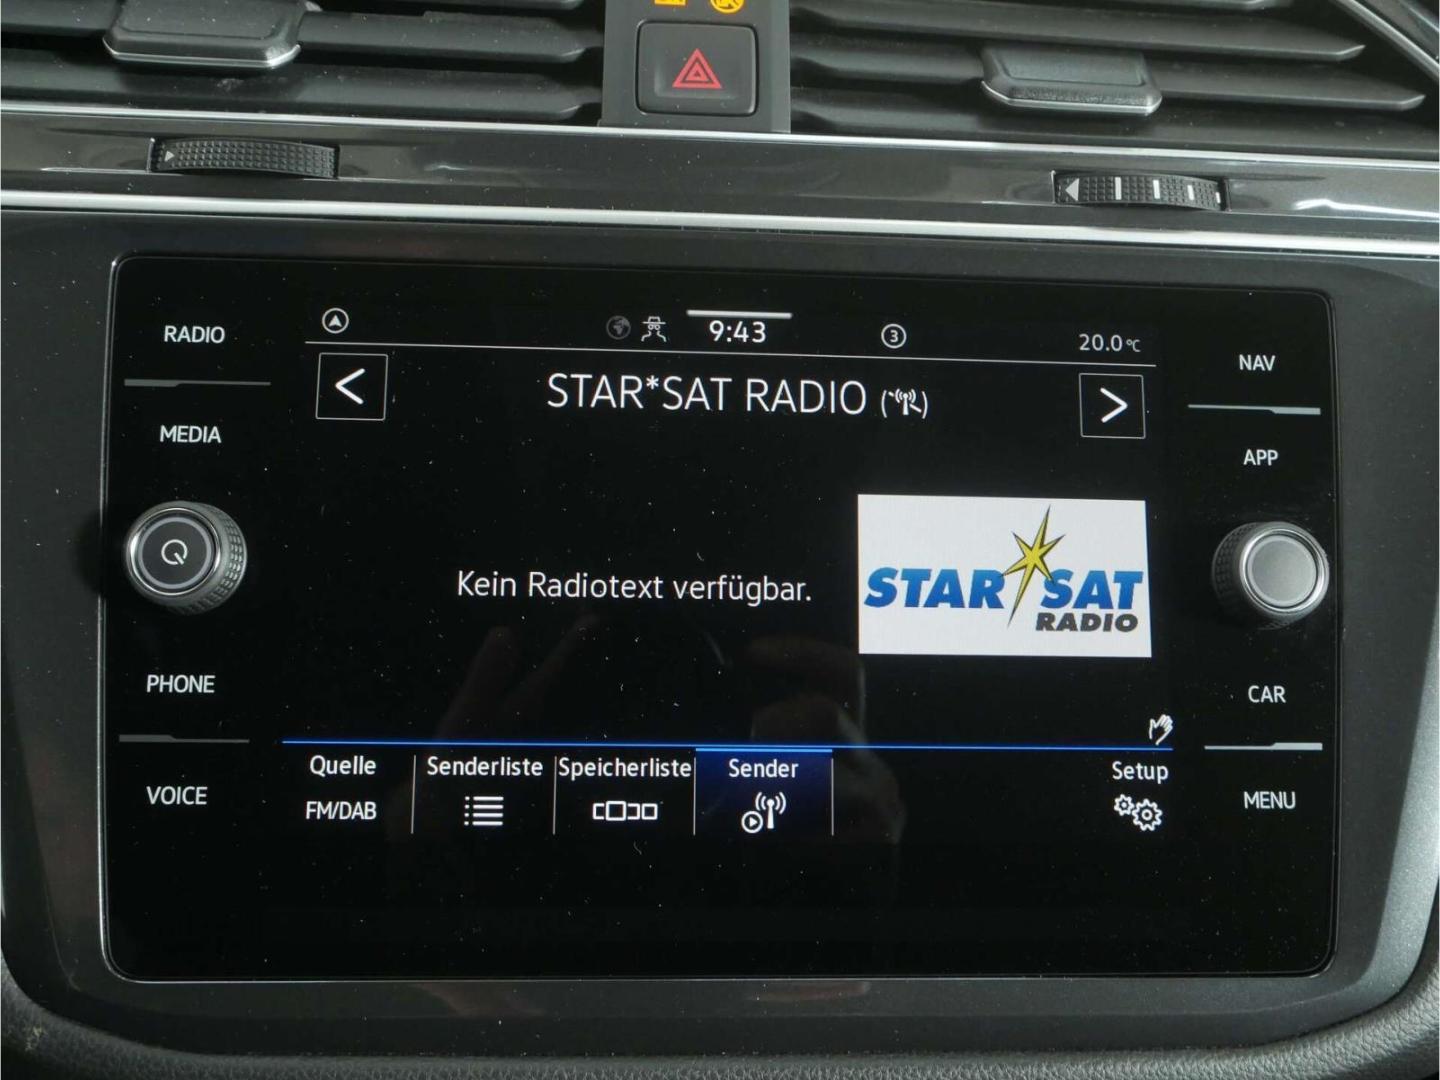 RADIO
9:43
3
20.0°C
NAV
STAR*SAT RADIO
MEDIA
APP
Kein Radiotext verfügbar.
STAR SAT
RADIO
PHONE
CAR
Quelle
Senderliste
Speicherliste
Sender
Setup
FM/DAB
VOICE
MENU